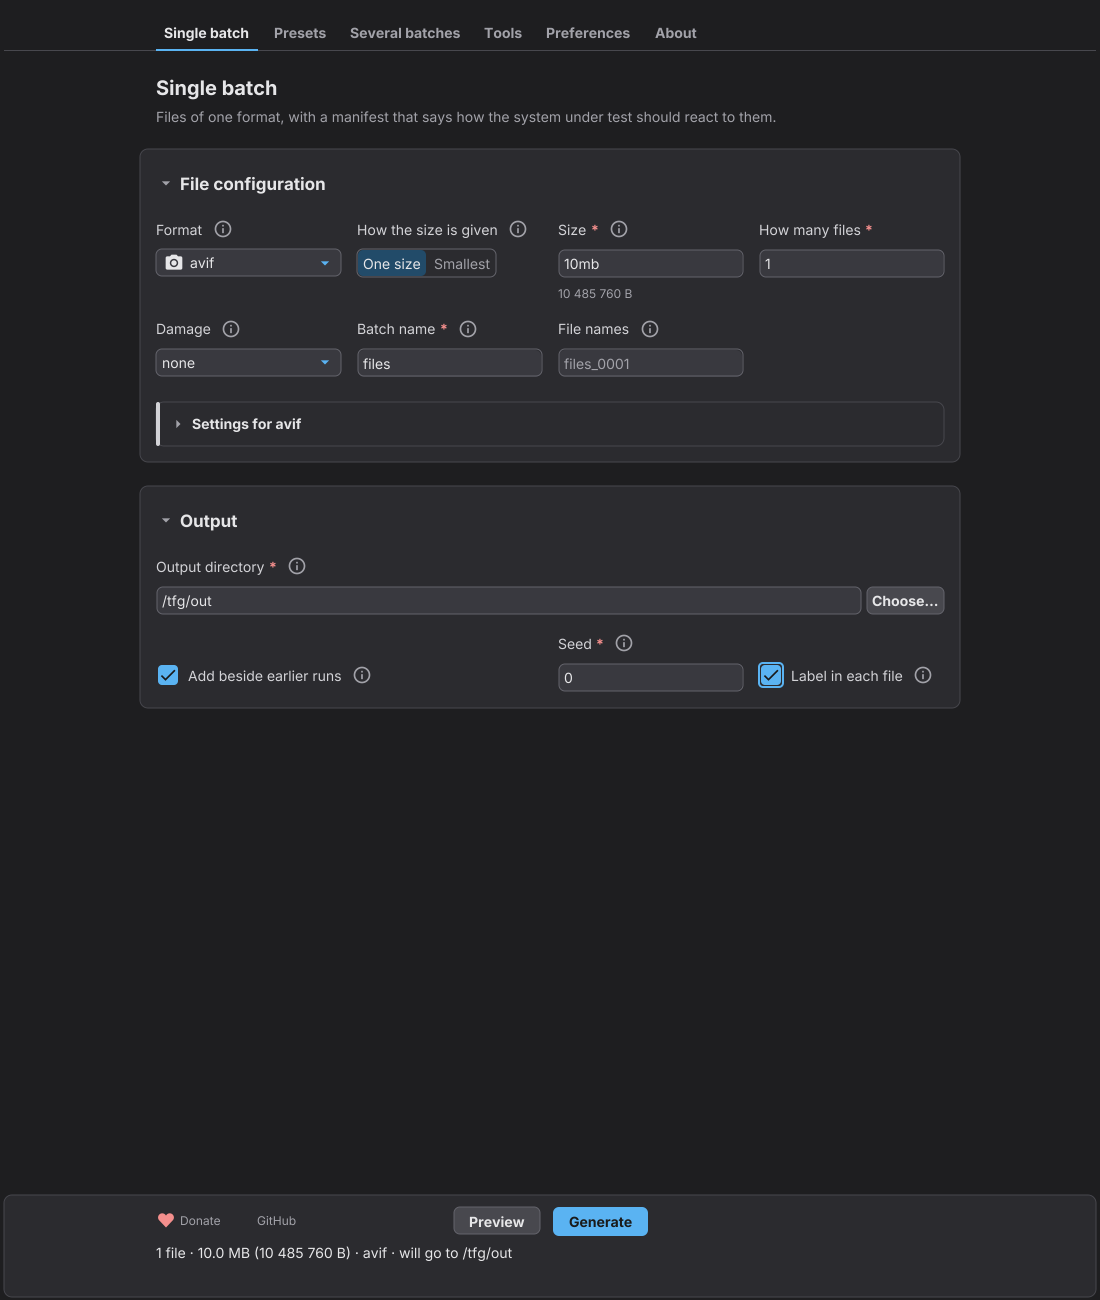 Single batch Presets Several batches Tools Preferences About
Single batch
Files of one format, with a manifest that says how the system under test should react to them.
File configuration
Format How the size is given Size * How many files *
avif One size Smallest 10mb 1
10 485 760 B
Damage Batch name * File names
none files files_0001
Settings for avif
Output
Output directory *
/tfg/out Choose...
Seed *
Add beside earlier runs 0 Label in each file
Donate GitHub Preview Generate
1 file · 10.0 MB (10 485 760 B) · avif · will go to /tfg/out